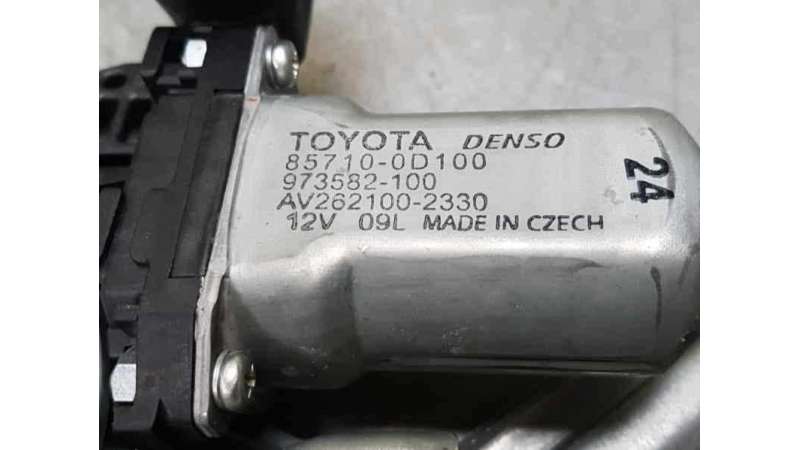 TOYOTA DENSO
85710-0D100
973582-100
AV262100-2330
12V 09L MADE IN CZECH
24